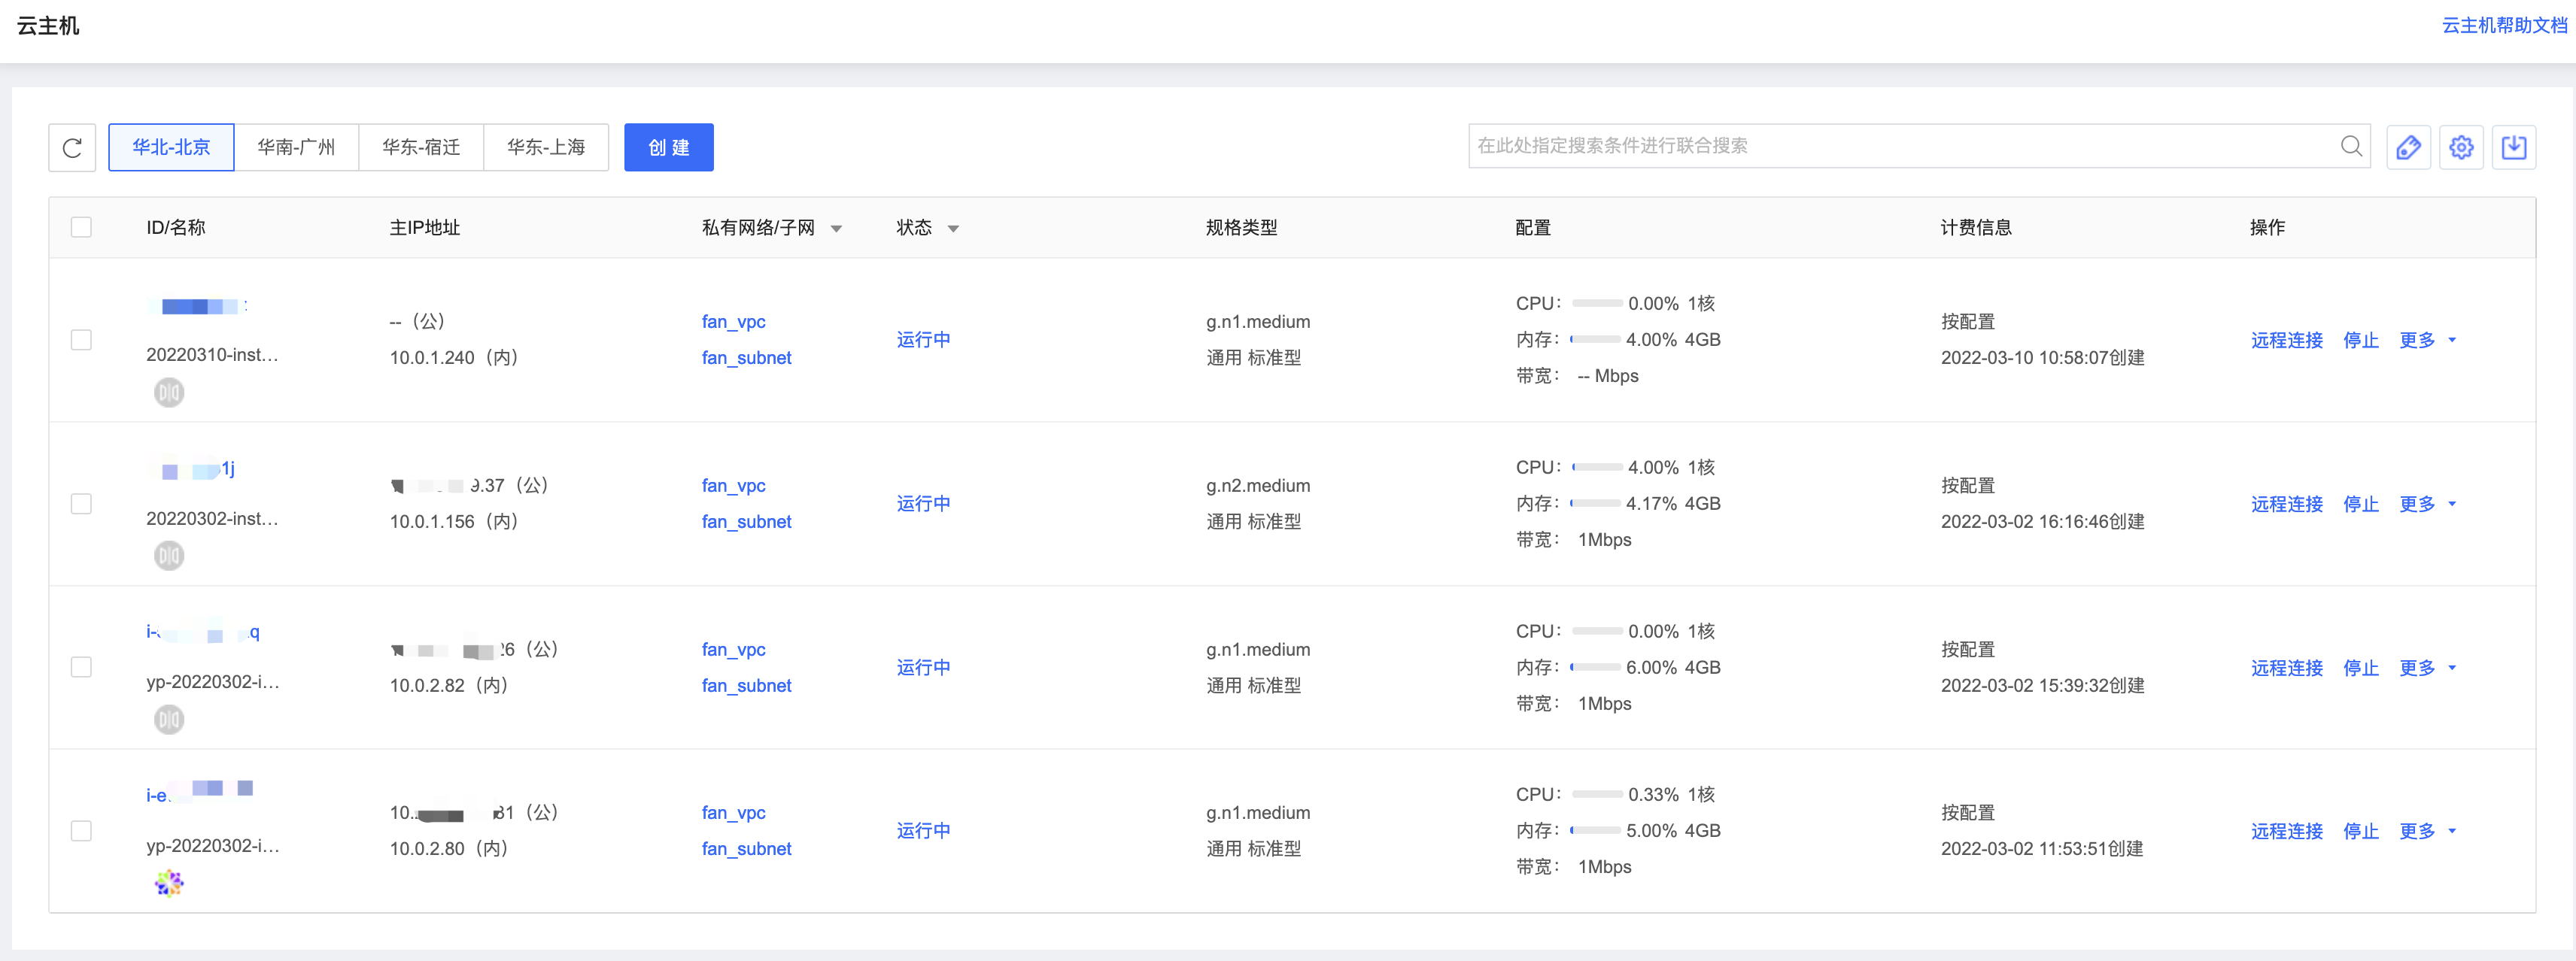 云主机
云主机帮助文档
华北-北京
华南-广州
华东-宿迁
华东-上海
创 建
在此处指定搜索条件进行联合搜索
ID/名称
主IP地址
私有网络/子网
状态
规格类型
配置
计费信息
操作
20220310-inst...
--（公）
10.0.1.240（内）
fan_vpc
fan_subnet
运行中
g.n1.medium
通用 标准型
CPU： 0.00% 1核
内存： 4.00% 4GB
带宽： -- Mbps
按配置
2022-03-10 10:58:07创建
远程连接 停止 更多
1j
20220302-inst...
9.37（公）
10.0.1.156（内）
fan_vpc
fan_subnet
运行中
g.n2.medium
通用 标准型
CPU： 4.00% 1核
内存： 4.17% 4GB
带宽： 1Mbps
按配置
2022-03-02 16:16:46创建
远程连接 停止 更多
i- q
yp-20220302-i...
26（公）
10.0.2.82（内）
fan_vpc
fan_subnet
运行中
g.n1.medium
通用 标准型
CPU： 0.00% 1核
内存： 6.00% 4GB
带宽： 1Mbps
按配置
2022-03-02 15:39:32创建
远程连接 停止 更多
i-e
yp-20220302-i...
10. 31（公）
10.0.2.80（内）
fan_vpc
fan_subnet
运行中
g.n1.medium
通用 标准型
CPU： 0.33% 1核
内存： 5.00% 4GB
带宽： 1Mbps
按配置
2022-03-02 11:53:51创建
远程连接 停止 更多